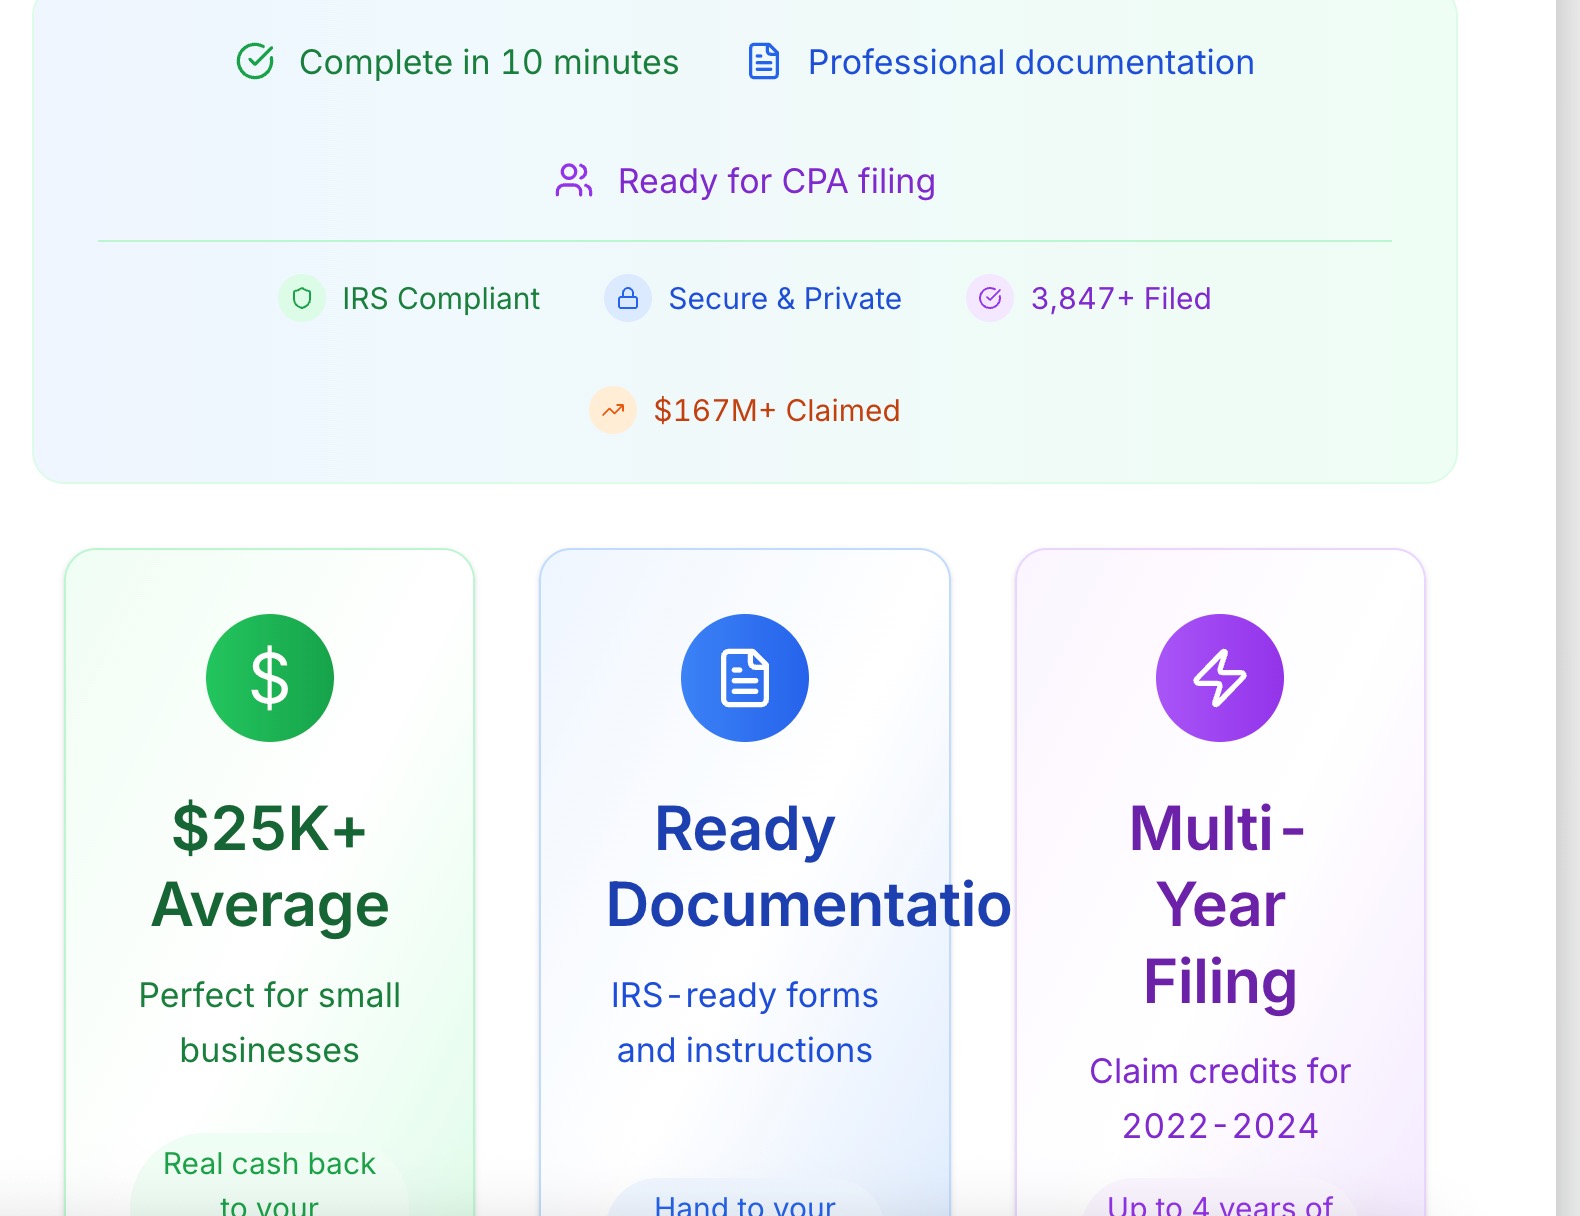 Complete in 10 minutes
Professional documentation
Ready for CPA filing
IRS Compliant
Secure & Private
3,847+ Filed
$167M+ Claimed
$25K+
Average
Perfect for small
businesses
Real cash back
to your
Ready
Documentatio
IRS-ready forms
and instructions
Hand to your
Multi-
Year
Filing
Claim credits for
2022-2024
Up to 4 years of